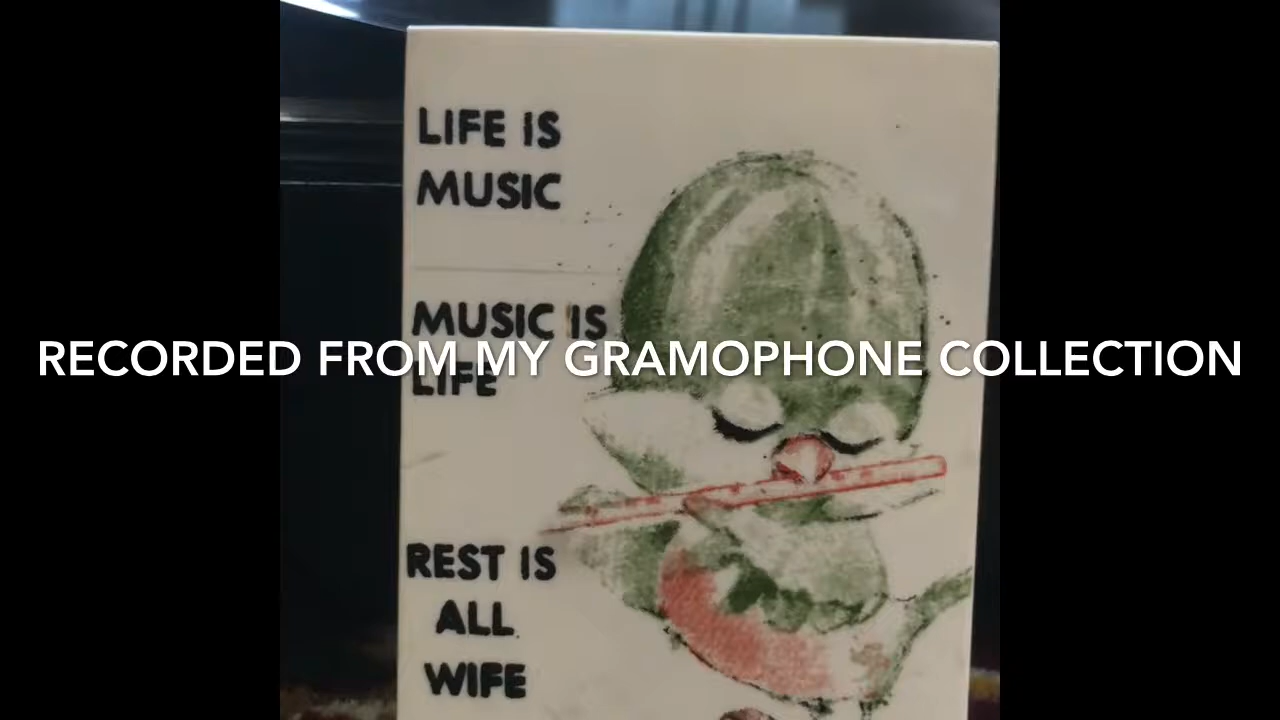 LIFE IS
MUSIC
MUSIC IS
RECORDED FROM MY GRAMOPHONE COLLECTION
LIFE
REST IS
ALL
WIFE